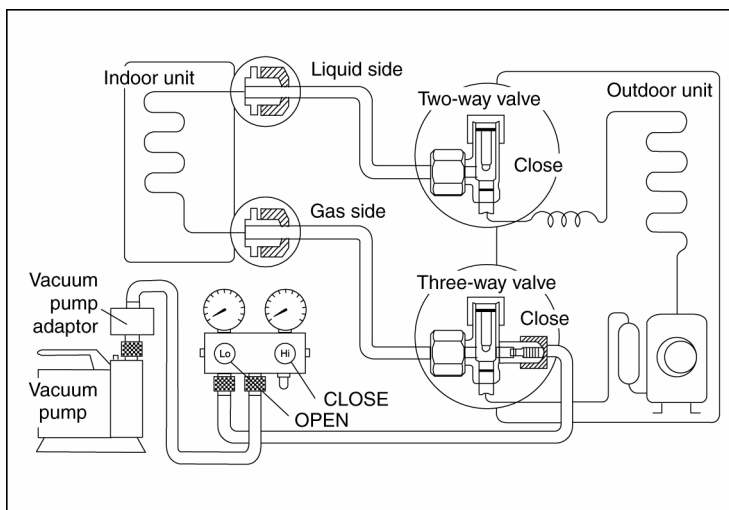 Indoor unit
Liquid side
Two-way valve
Outdoor unit
Close
Gas side
Three-way valve
Close
Vacuum
pump
adaptor
Lo
Hi
Vacuum
pump
CLOSE
OPEN